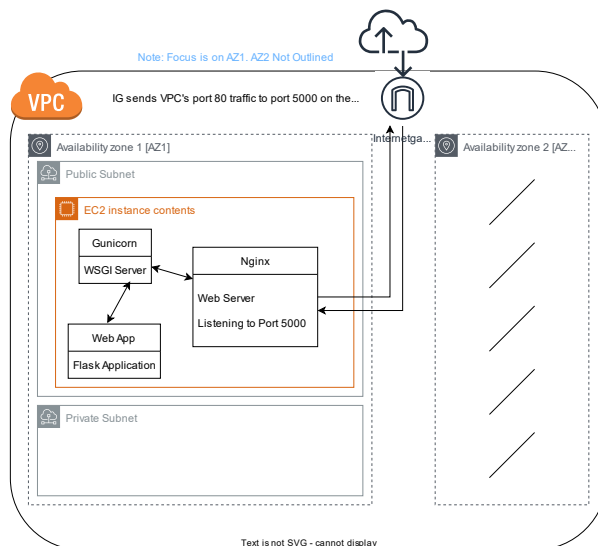 Note: Focus is on AZ1. AZ2 Not Outlined
VPC
IG sends VPC's port 80 traffic to port 5000 on the...
Internetga...
Availability zone 1 [AZ1]
Availability zone 2 [AZ...
Public Subnet
EC2 instance contents
Gunicorn
WSGI Server
Nginx
Web Server
Listening to Port 5000
Web App
Flask Application
Private Subnet
Text is not SVG - cannot display